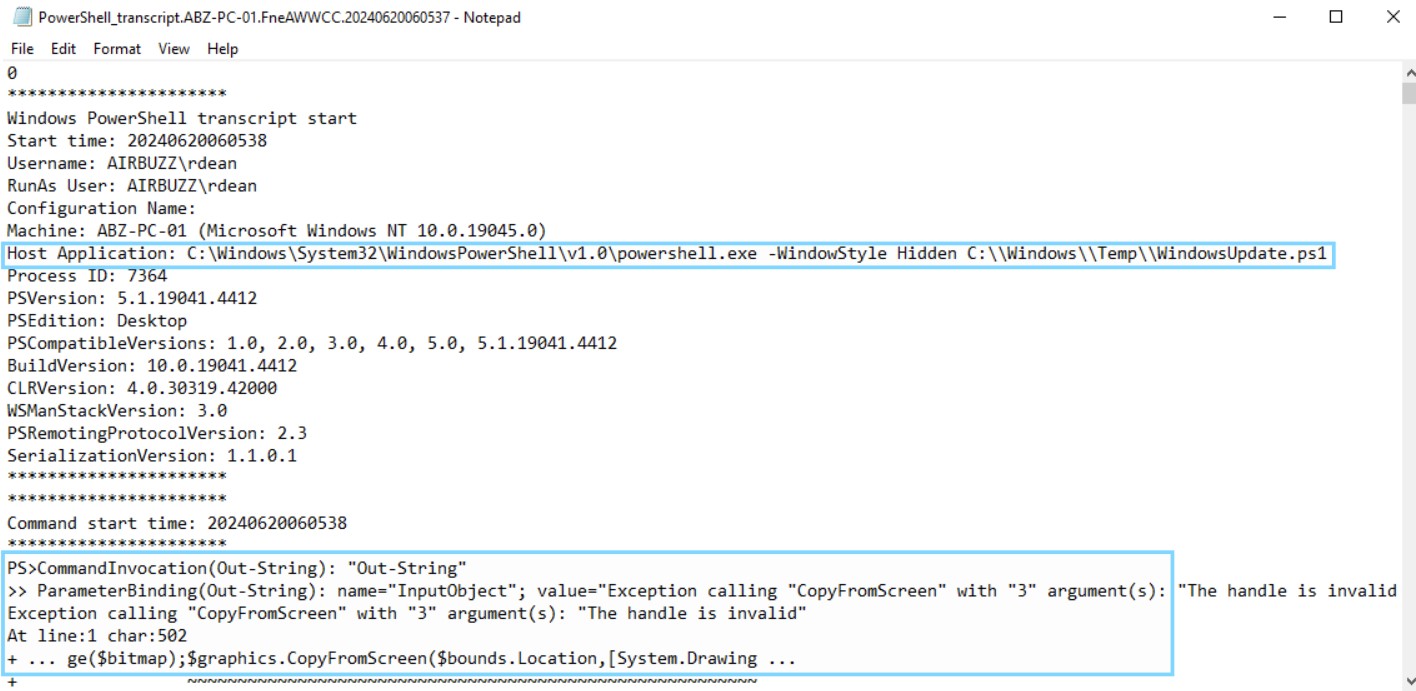 PowerShell_transcript.ABZ-PC-01.FneAWWCC.20240620060537 - Notepad
File Edit Format View Help
0
**********************
Windows PowerShell transcript start
Start time: 20240620060538
Username: AIRBUZZ\rdean
RunAs User: AIRBUZZ\rdean
Configuration Name:
Machine: ABZ-PC-01 (Microsoft Windows NT 10.0.19045.0)
Host Application: C:\Windows\System32\WindowsPowerShell\v1.0\powershell.exe -WindowStyle Hidden C:\\Windows\\Temp\\WindowsUpdate.ps1
Process ID: 7364
PSVersion: 5.1.19041.4412
PSEdition: Desktop
PSCompatibleVersions: 1.0, 2.0, 3.0, 4.0, 5.0, 5.1.19041.4412
BuildVersion: 10.0.19041.4412
CLRVersion: 4.0.30319.42000
WSManStackVersion: 3.0
PSRemotingProtocolVersion: 2.3
SerializationVersion: 1.1.0.1
**********************
**********************
Command start time: 20240620060538
**********************
PS>CommandInvocation(Out-String): "Out-String"
>> ParameterBinding(Out-String): name="InputObject"; value="Exception calling "CopyFromScreen" with "3" argument(s): "The handle is invalid
Exception calling "CopyFromScreen" with "3" argument(s): "The handle is invalid"
At line:1 char:502
+ ... ge($bitmap);$graphics.CopyFromScreen($bounds.Location,[System.Drawing ...
+ ~~~~~~~~~~~~~~~~~~~~~~~~~~~~~~~~~~~~~~~~~~~~~~~~~~~~~~~~~